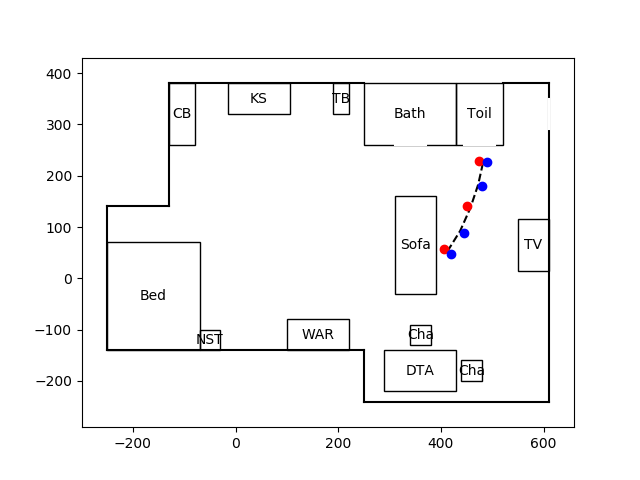 400
300
200
100
0
−100
−200
−200
0
200
400
600
CB
KS
TB
Bath
Toil
Sofa
TV
Bed
NST
WAR
Cha
DTA
Cha